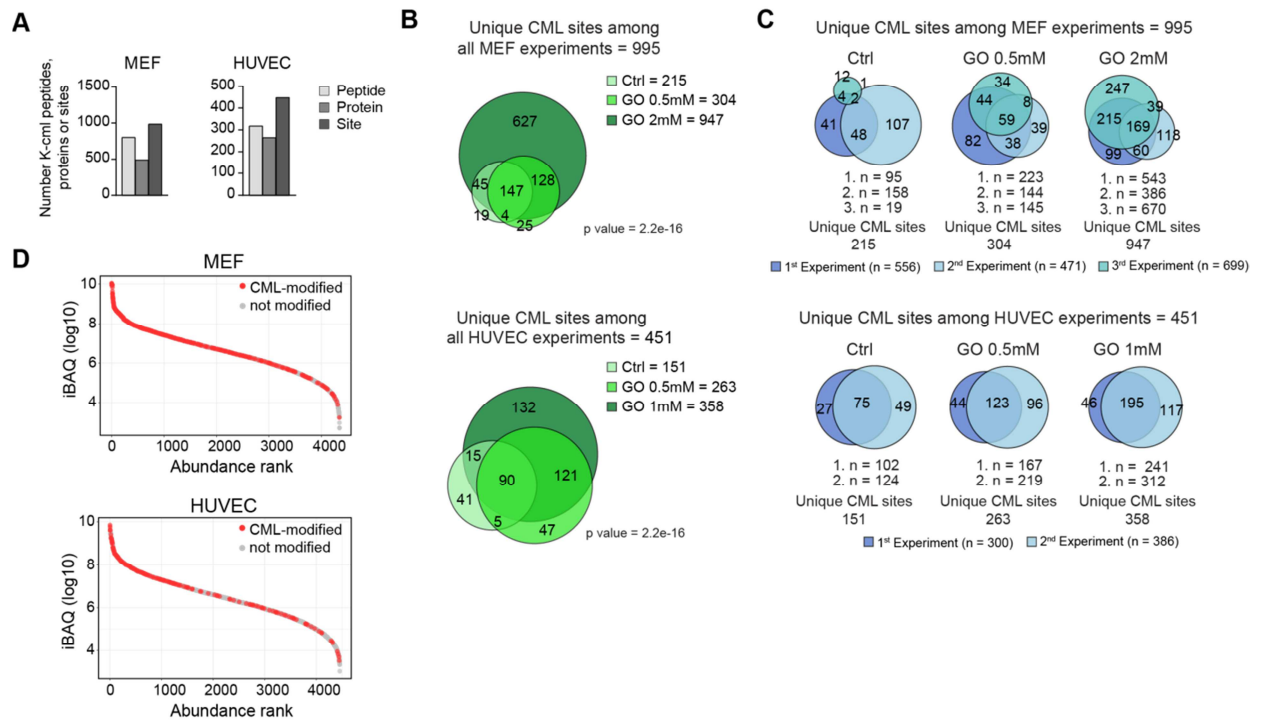 A
MEF
HUVEC
Number K-cml peptides,
proteins or sites
1500
1000
500
0
500
400
300
200
100
0
Peptide
Protein
Site
B
Unique CML sites among
all MEF experiments = 995
Ctrl = 215
GO 0.5mM = 304
GO 2mM = 947
627
45
147
128
19
4
25
p value = 2.2e-16
Unique CML sites among
all HUVEC experiments = 451
Ctrl = 151
GO 0.5mM = 263
GO 1mM = 358
132
15
90
121
41
5
47
p value = 2.2e-16
C
Unique CML sites among MEF experiments = 995
Ctrl
GO 0.5mM
GO 2mM
12
1
4
2
41
48
107
34
44
8
59
82
38
39
247
39
215
169
118
99
60
1. n = 95
2. n = 158
3. n = 19
1. n = 223
2. n = 144
3. n = 145
1. n = 543
2. n = 386
3. n = 670
Unique CML sites
215
Unique CML sites
304
Unique CML sites
947
1st Experiment (n = 556)
2nd Experiment (n = 471)
3rd Experiment (n = 699)
Unique CML sites among HUVEC experiments = 451
Ctrl
GO 0.5mM
GO 1mM
27
75
49
44
123
96
46
195
117
1. n = 102
2. n = 124
1. n = 167
2. n = 219
1. n = 241
2. n = 312
Unique CML sites
151
Unique CML sites
263
Unique CML sites
358
1st Experiment (n = 300)
2nd Experiment (n = 386)
D
MEF
CML-modified
not modified
iBAQ (log10)
10
8
6
4
0
1000
2000
3000
4000
Abundance rank
HUVEC
CML-modified
not modified
iBAQ (log10)
10
8
6
4
0
1000
2000
3000
4000
Abundance rank